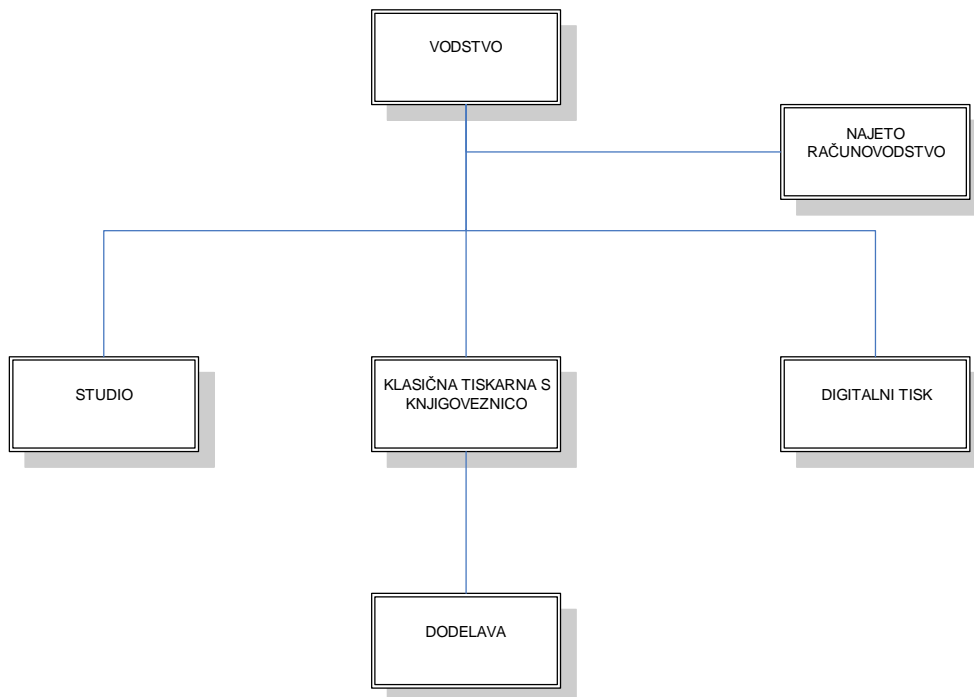 VODSTVO
NAJETO
RAČUNOVODSTVO
STUDIO
KLASIČNA TISKARNA S
KNJIGOVEZNICO
DIGITALNI TISK
DODELAVA